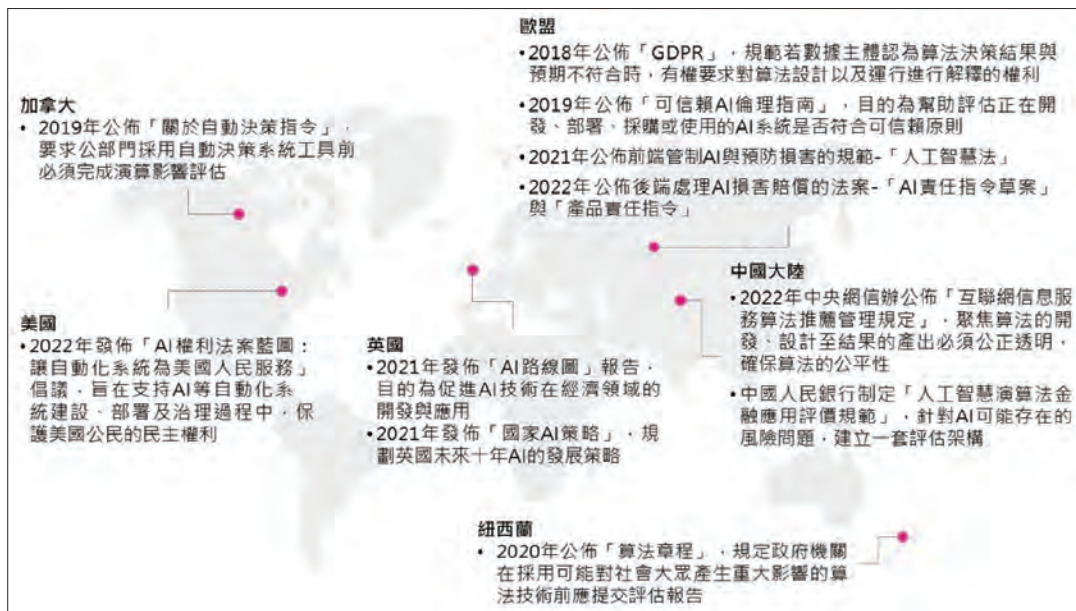 歐盟
•2018年公佈「GDPR」，規範若數據主體認為算法決策結果與
預期不符合時，有權要求對算法設計以及運行進行解釋的權利
•2019年公佈「可信賴AI倫理指南」，目的為幫助評估正在開
發、部署、採購或使用的AI系統是否符合可信賴原則
•2021年公佈前端管制AI與預防損害的規範-「人工智慧法」
•2022年公佈後端處理AI損害賠償的法案-「AI責任指令草案」
與「產品責任指令」
加拿大
• 2019年公佈「關於自動決策指令」，
要求公部門採用自動決策系統工具前
必須完成演算影響評估
美國
•2022年發佈「AI權利法案藍圖：
讓自動化系統為美國人民服務」
倡議，旨在支持AI等自動化系
統建設、部署及治理過程中，保
護美國公民的民主權利
英國
•2021年發佈「AI路線圖」報告，
目的為促進AI技術在經濟領域的
開發與應用
•2021年發佈「國家AI策略」，規
劃英國未來十年AI的發展策略
中國大陸
•2022年中央網信辦公佈「互聯網信息服
務算法推薦管理規定」，聚焦算法的開
發、設計至結果的產出必須公正透明，
確保算法的公平性
•中國人民銀行制定「人工智慧演算法金
融應用評價規範」，針對AI可能存在的
風險問題，建立一套評估架構
紐西蘭
• 2020年公佈「算法章程」，規定政府機關
在採用可能對社會大眾產生重大影響的算
法技術前應提交評估報告